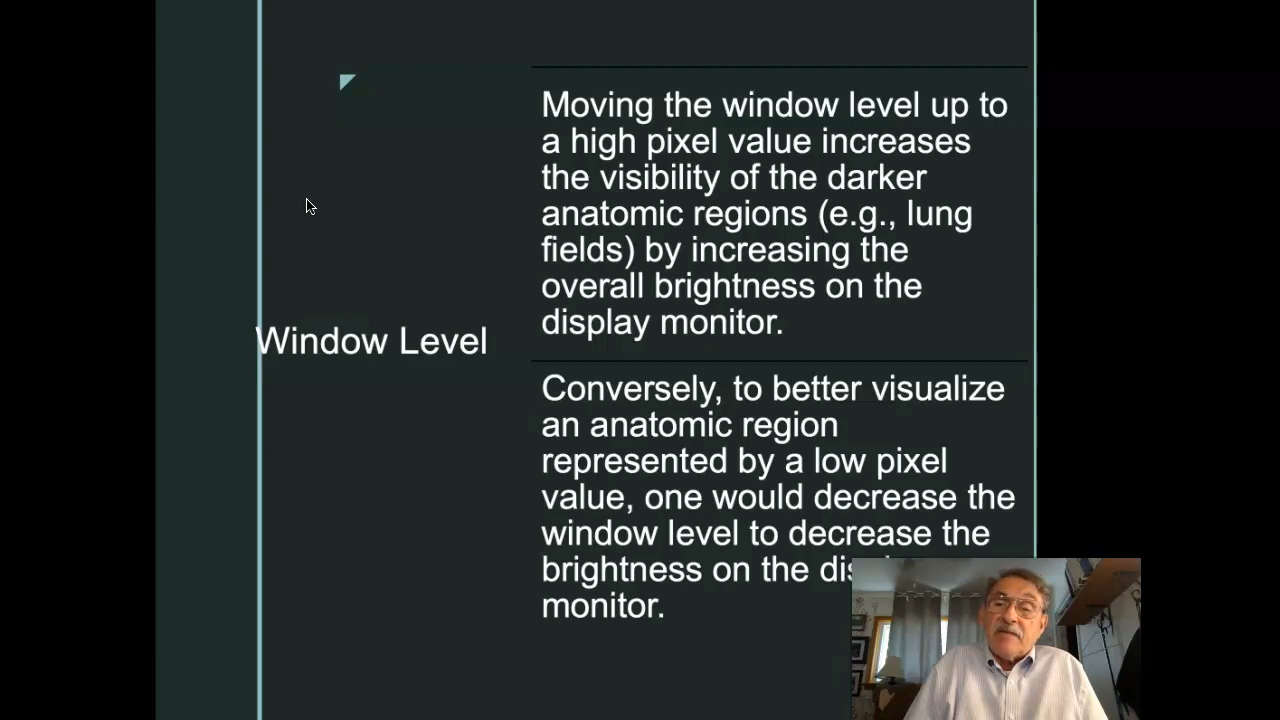 Window Level
Moving the window level up to
a high pixel value increases
the visibility of the darker
anatomic regions (e.g., lung
fields) by increasing the
overall brightness on the
display monitor.
Conversely, to better visualize
an anatomic region
represented by a low pixel
value, one would decrease the
window level to decrease the
brightness on the
monitor.